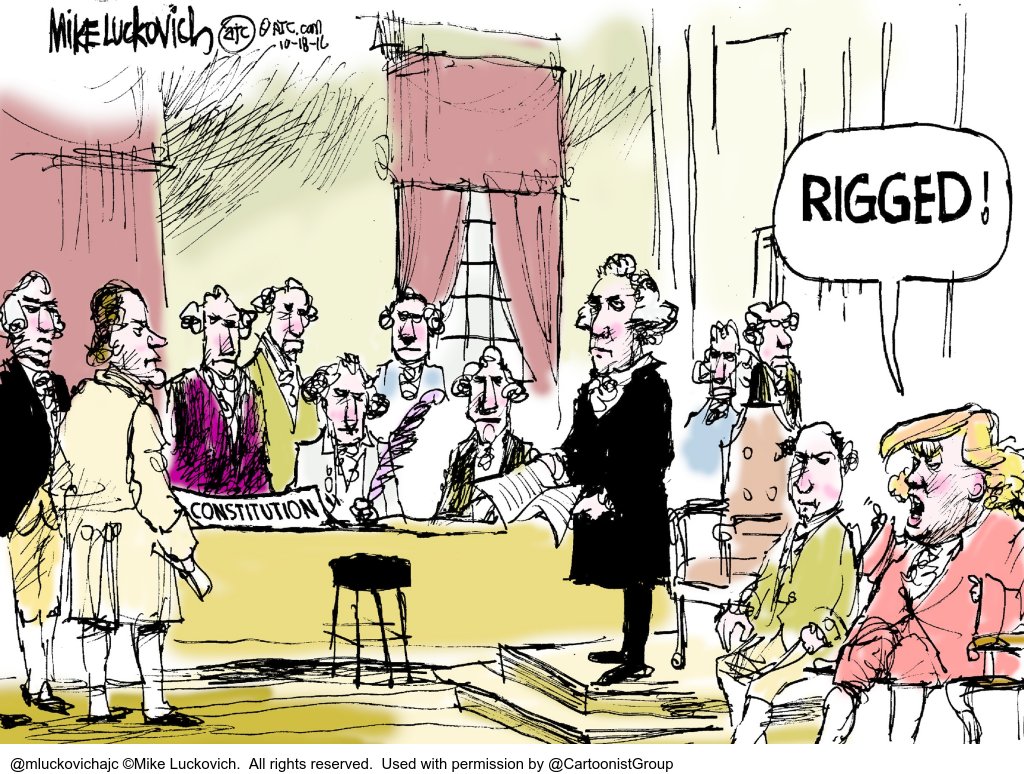 MIKE LUCKOVICH ajc © AJC.com
10-18-16
RIGGED!
CONSTITUTION
@mluckovichajc ©Mike Luckovich.  All rights reserved.  Used with permission by @CartoonistGroup